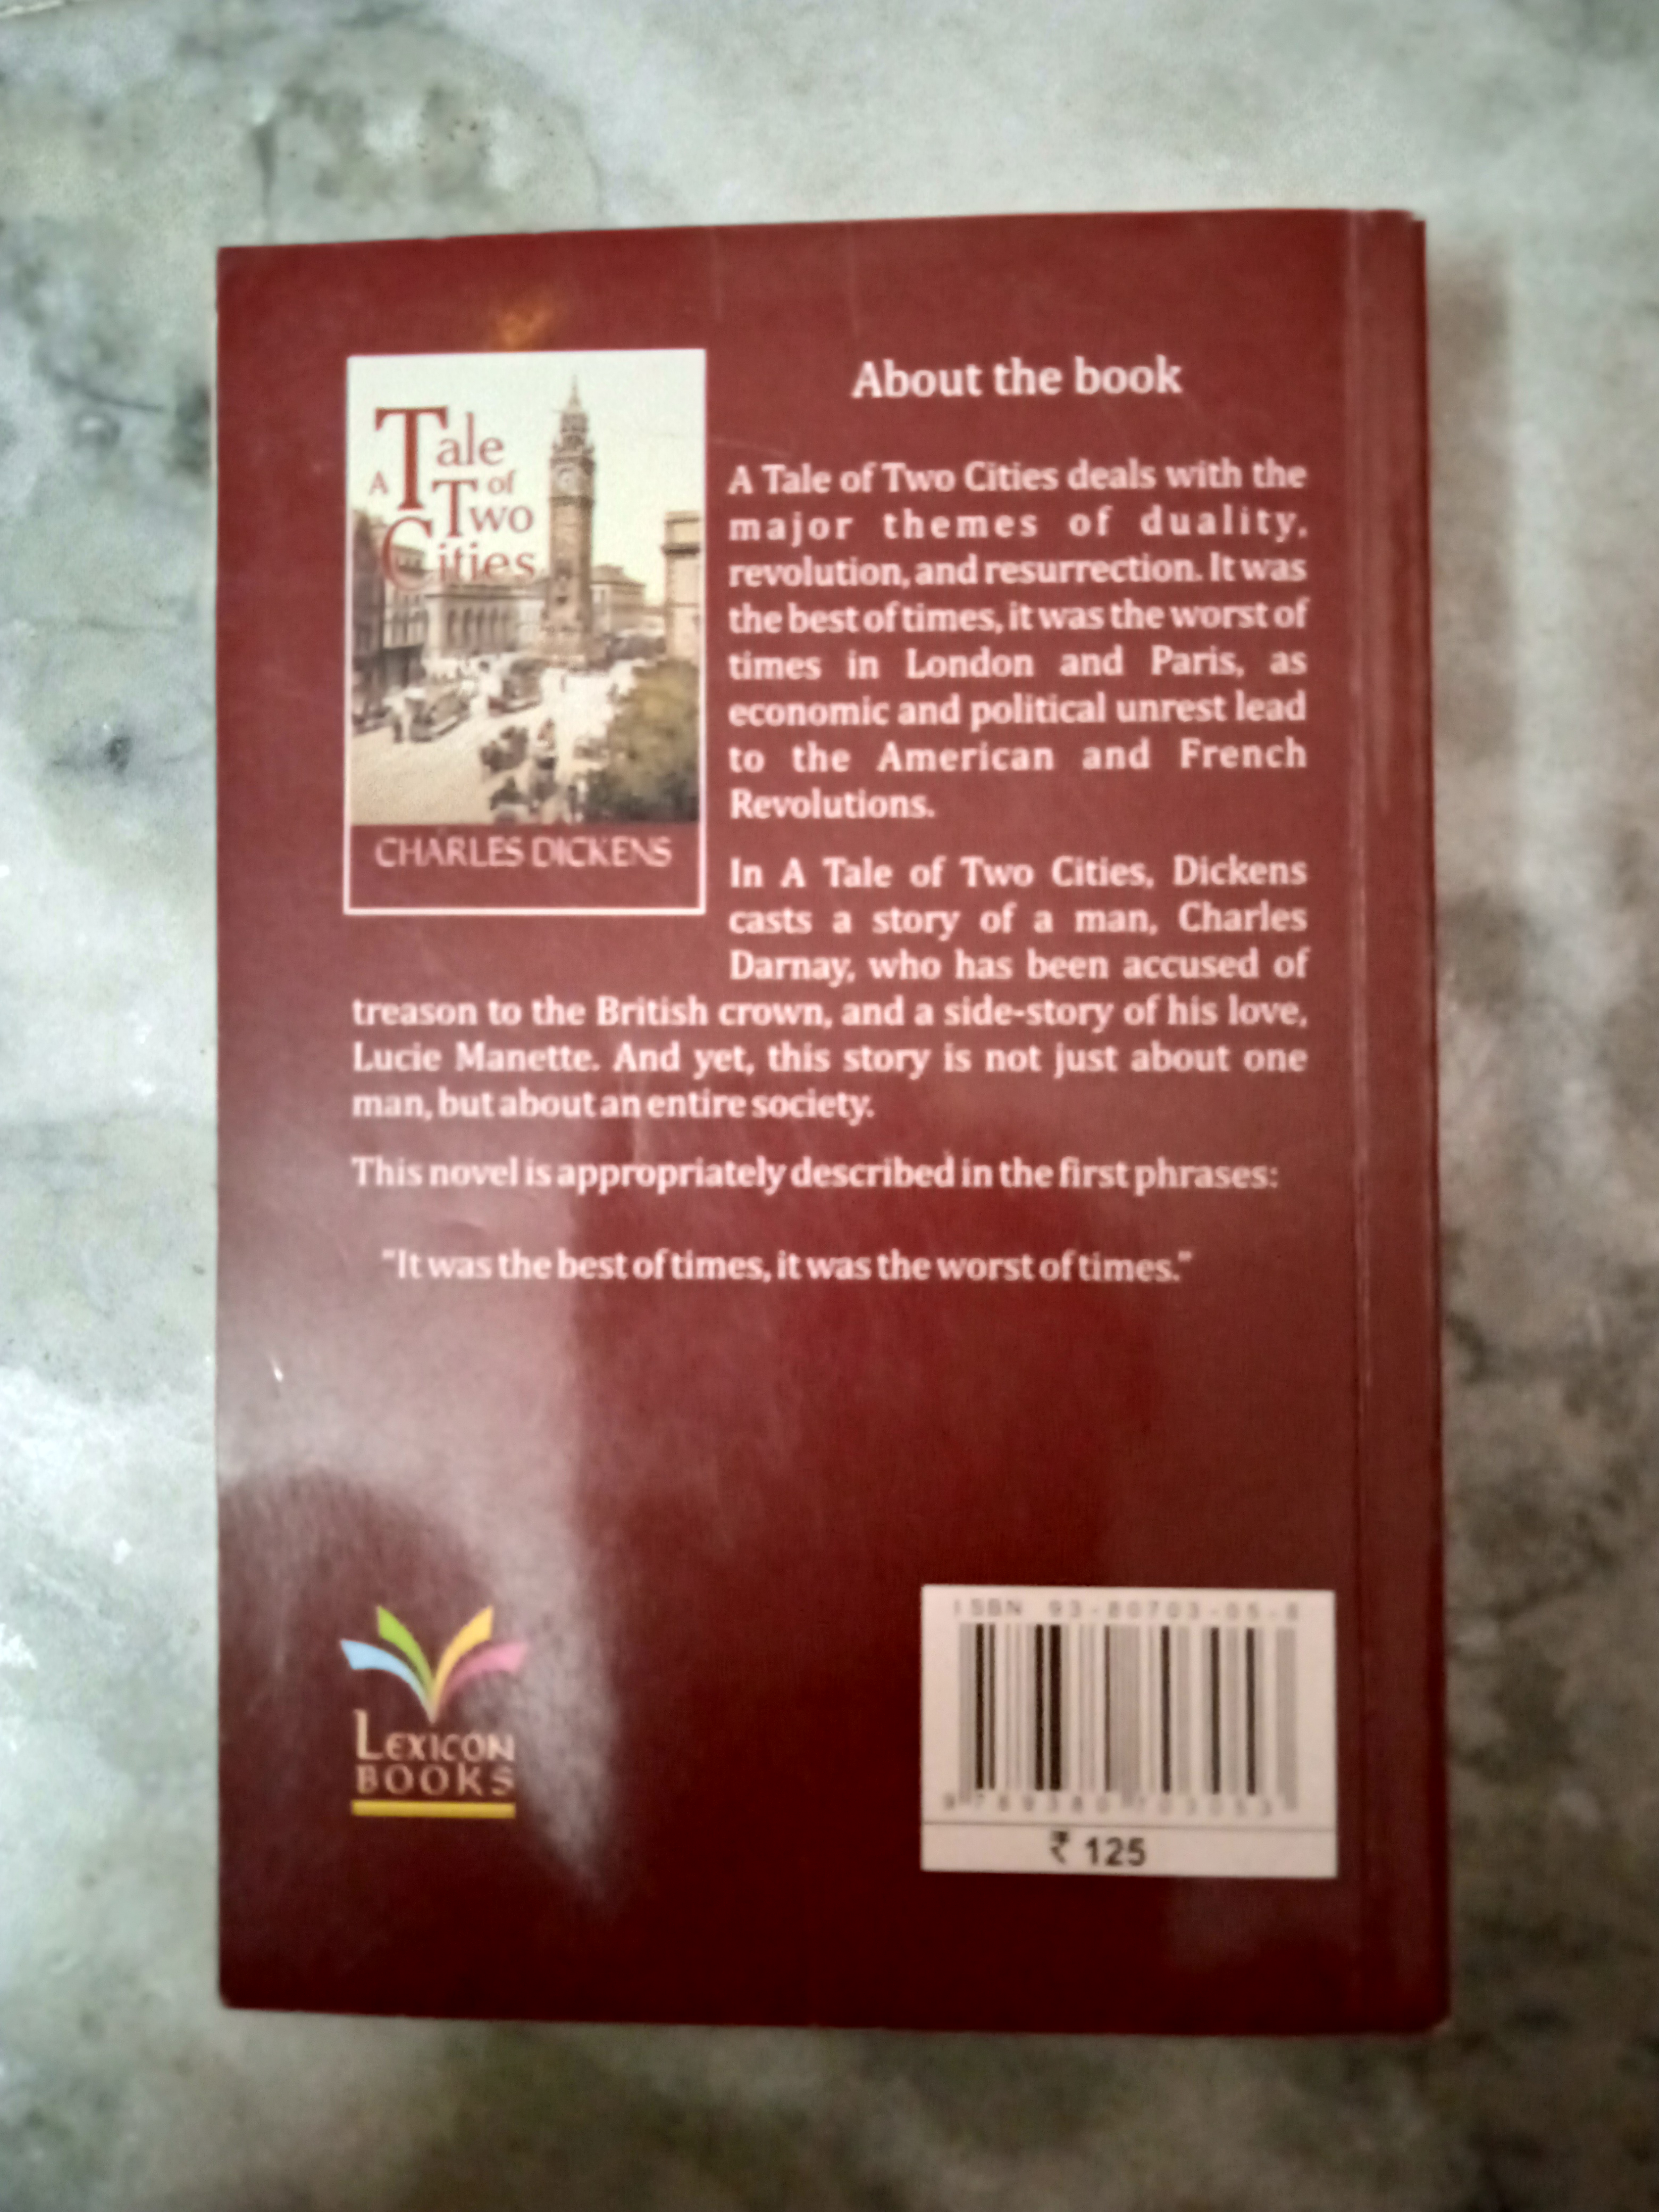 A Tale of
Two
Cities
CHARLES DICKENS
About the book
A Tale of Two Cities deals with the
major themes of duality,
revolution, and resurrection. It was
the best of times, it was the worst of
times in London and Paris, as
economic and political unrest lead
to the American and French
Revolutions.
In A Tale of Two Cities, Dickens
casts a story of a man, Charles
Darnay, who has been accused of
treason to the British crown, and a side-story of his love,
Lucie Manette. And yet, this story is not just about one
man, but about an entire society.
This novel is appropriately described in the first phrases:
"It was the best of times, it was the worst of times."
LEXICON
BOOKS
ISBN 93-80703-05-8
9789380703053
₹ 125